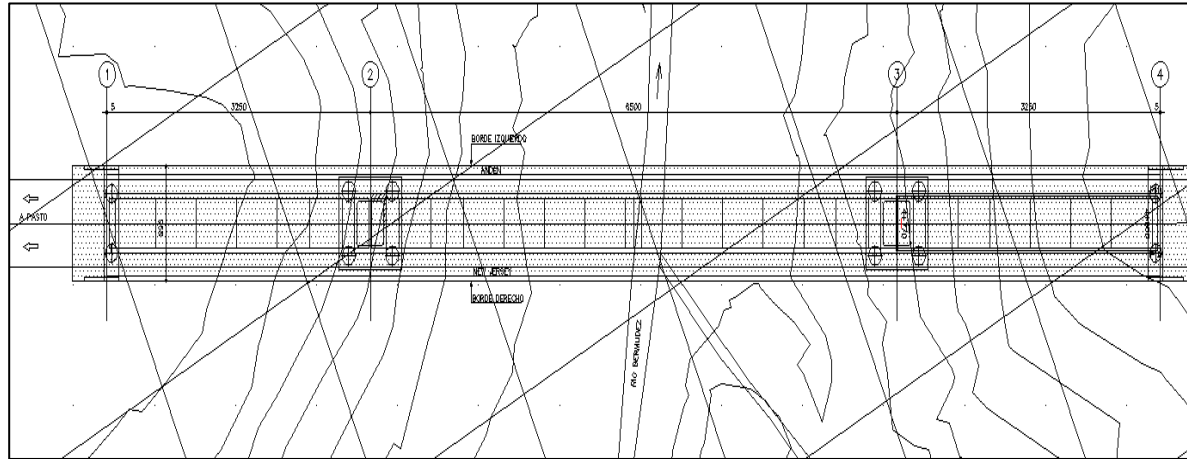 1
2
3
4
5
3250
6500
3250
5
BORDE IZQUIERDO
ANDEN
A PASTO
NEW JERSEY
BORDE DERECHO
RIO BERMUDEZ